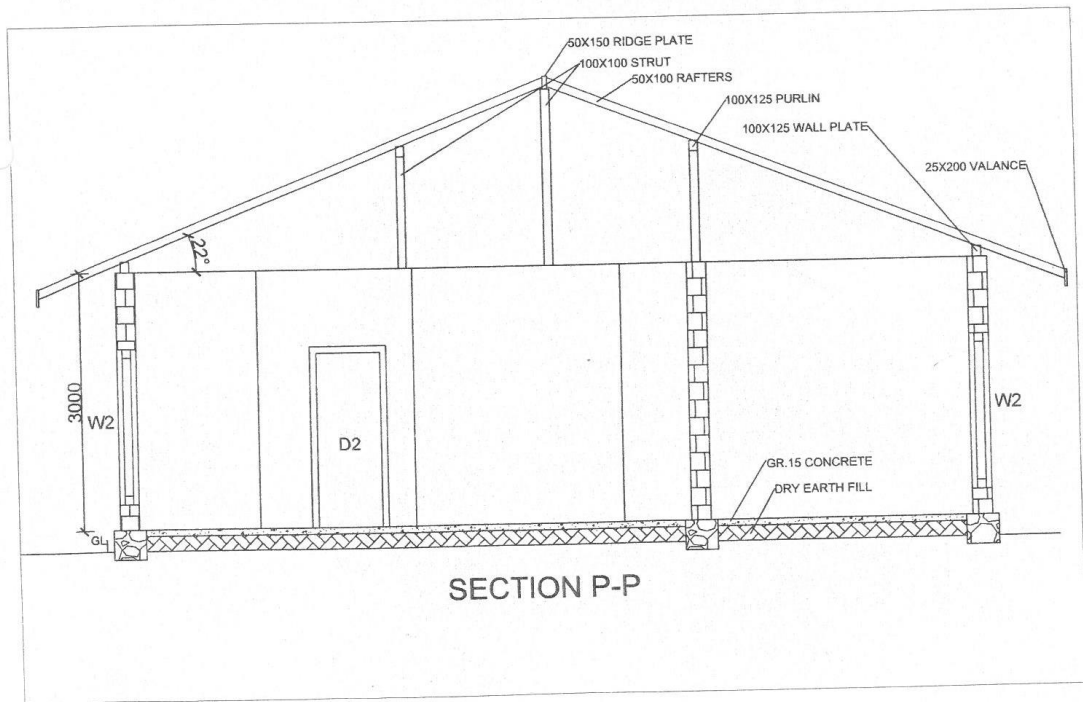 50X150 RIDGE PLATE
100X100 STRUT
50X100 RAFTERS
100X125 PURLIN
100X125 WALL PLATE
25X200 VALANCE
22°
3000
W2
D2
W2
GR.15 CONCRETE
DRY EARTH FILL
GL
SECTION P-P